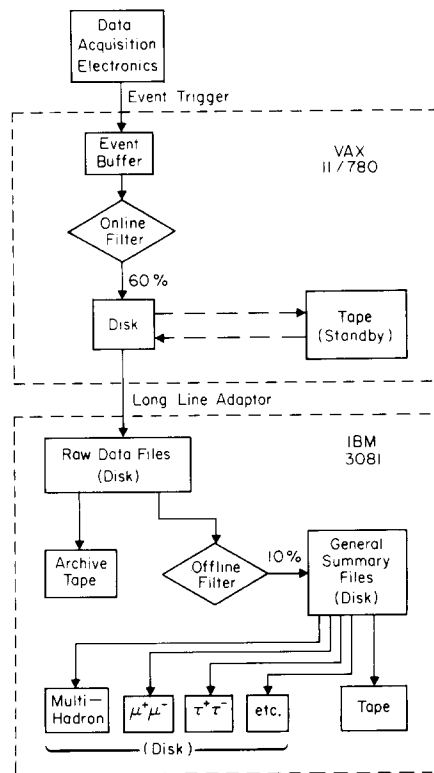 Data
Acquisition
Electronics
Event Trigger
Event
Buffer
VAX
11/780
Online
Filter
60%
Disk
Tape
(Standby)
Long Line Adaptor
Raw Data Files
(Disk)
IBM
3081
Archive
Tape
Offline
Filter
10%
General
Summary
Files
(Disk)
Multi-
Hadron
μ⁺μ⁻
τ⁺τ⁻
etc.
Tape
(Disk)